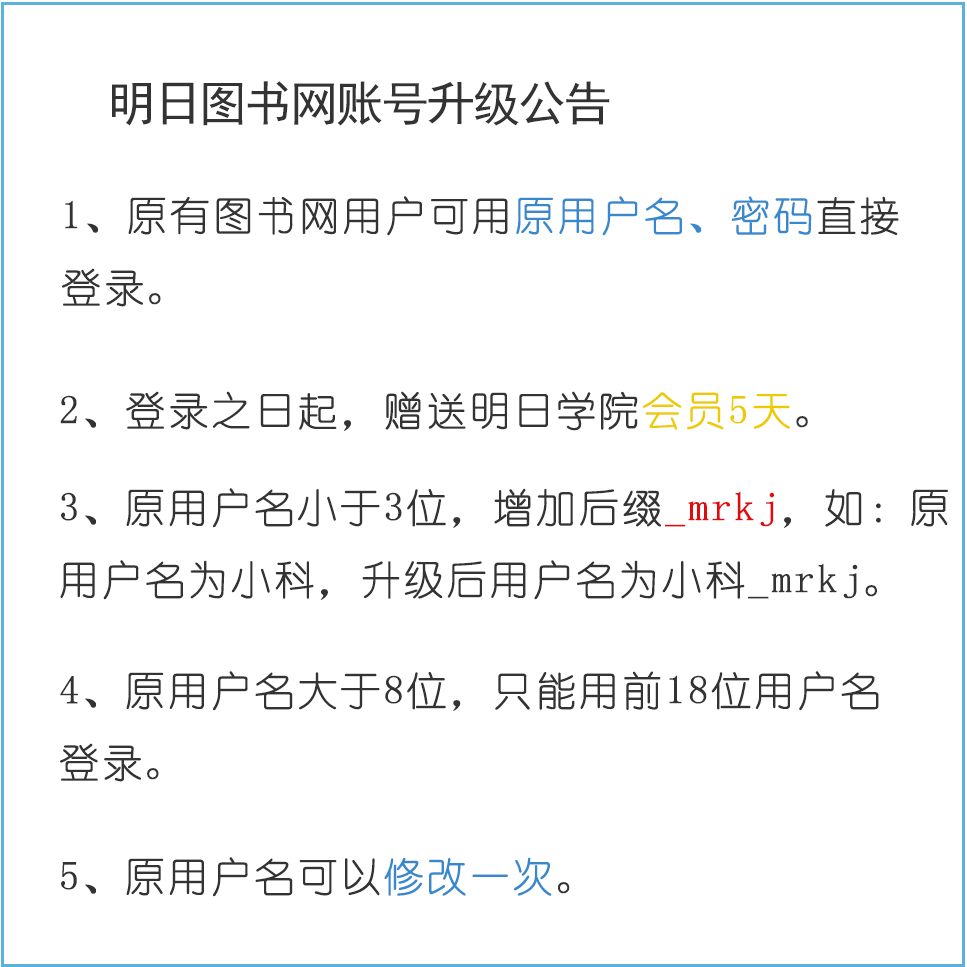 明日图书网账号升级公告
1、原有图书网用户可用原用户名、密码直接
登录。
2、登录之日起，赠送明日学院会员5天。
3、原用户名小于3位，增加后缀_mrkj，如：原
用户名为小科，升级后用户名为小科_mrkj。
4、原用户名大于8位，只能用前18位用户名
登录。
5、原用户名可以修改一次。